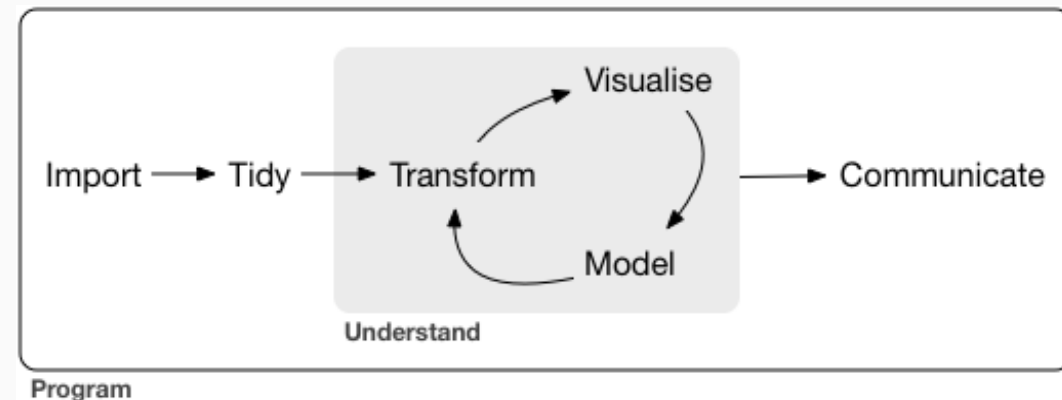 Visualise
Import Tidy Transform Communicate
Model
Understand
Program